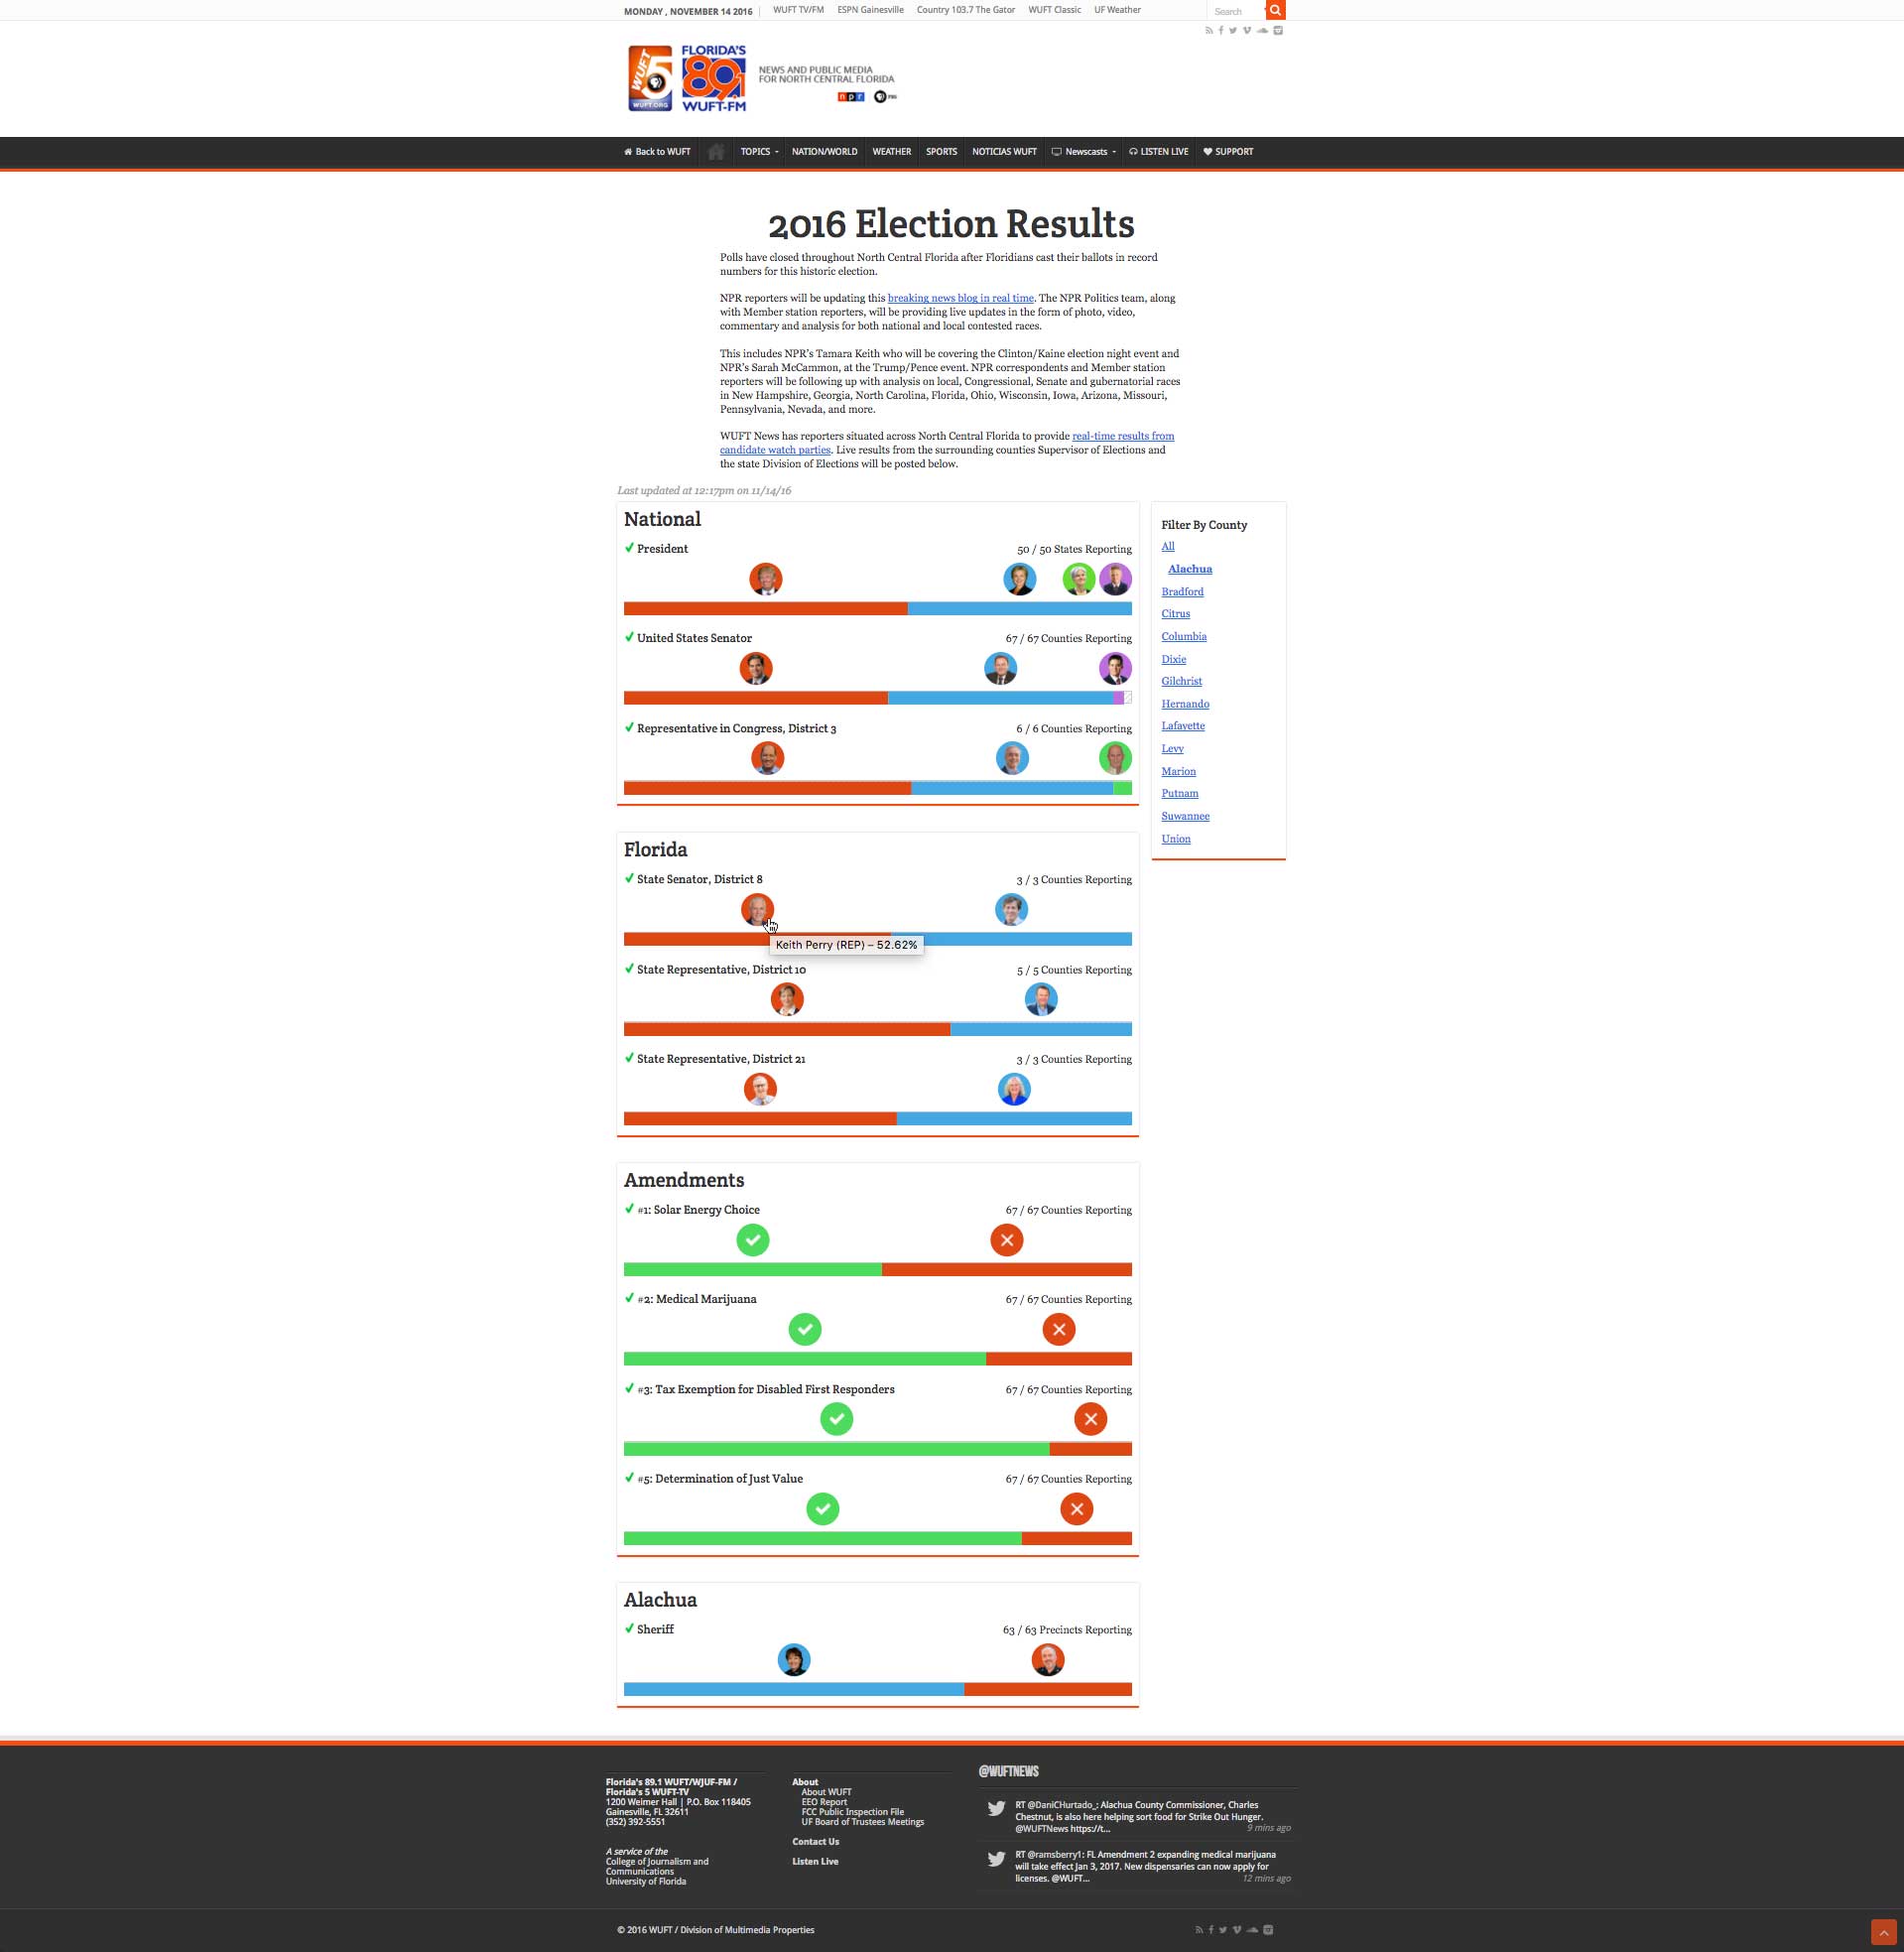 MONDAY , NOVEMBER 14 2016
WUFT TV/FM ESPN Gainesville Country 103.7 The Gator WUFT Classic UF Weather
Search
WUFT 5
WUFT.ORG
FLORIDA'S
89.1
WUFT-FM
NEWS AND PUBLIC MEDIA
FOR NORTH CENTRAL FLORIDA
npr PBS
Back to WUFT TOPICS NATION/WORLD WEATHER SPORTS NOTICIAS WUFT Newscasts LISTEN LIVE SUPPORT
2016 Election Results
Polls have closed throughout North Central Florida after Floridians cast their ballots in record
numbers for this historic election.
NPR reporters will be updating this breaking news blog in real time. The NPR Politics team, along
with Member station reporters, will be providing live updates in the form of photo, video,
commentary and analysis for both national and local contested races.
This includes NPR's Tamara Keith who will be covering the Clinton/Kaine election night event and
NPR's Sarah McCammon, at the Trump/Pence event. NPR correspondents and Member station
reporters will be following up with analysis on local, Congressional, Senate and gubernatorial races
in New Hampshire, Georgia, North Carolina, Florida, Ohio, Wisconsin, Iowa, Arizona, Missouri,
Pennsylvania, Nevada, and more.
WUFT News has reporters situated across North Central Florida to provide real-time results from
candidate watch parties. Live results from the surrounding counties Supervisor of Elections and
the state Division of Elections will be posted below.
Last updated at 12:17pm on 11/14/16
National
President 50 / 50 States Reporting
United States Senator 67 / 67 Counties Reporting
Representative in Congress, District 3 6 / 6 Counties Reporting
Filter By County
All
Alachua
Bradford
Citrus
Columbia
Dixie
Gilchrist
Hernando
Lafayette
Levy
Marion
Putnam
Suwannee
Union
Florida
State Senator, District 8 3 / 3 Counties Reporting
Keith Perry (REP) – 52.62%
State Representative, District 10 5 / 5 Counties Reporting
State Representative, District 21 3 / 3 Counties Reporting
Amendments
#1: Solar Energy Choice 67 / 67 Counties Reporting
#2: Medical Marijuana 67 / 67 Counties Reporting
#3: Tax Exemption for Disabled First Responders 67 / 67 Counties Reporting
#5: Determination of Just Value 67 / 67 Counties Reporting
Alachua
Sheriff 63 / 63 Precincts Reporting
Florida's 89.1 WUFT/WJUF-FM /
Florida's 5 WUFT-TV
1200 Weimer Hall | P.O. Box 118405
Gainesville, FL 32611
(352) 392-5551
A service of the
College of Journalism and
Communications
University of Florida
About
About WUFT
EEO Report
FCC Public Inspection File
UF Board of Trustees Meetings
Contact Us
Listen Live
@WUFTNEWS
RT @DaniCHurtado_: Alachua County Commissioner, Charles
Chestnut, is also here helping sort food for Strike Out Hunger.
@WUFTNews https://t… 9 mins ago
RT @ramsberry1: FL Amendment 2 expanding medical marijuana
will take effect Jan 3, 2017. New dispensaries can now apply for
licenses. @WUFT… 12 mins ago
© 2016 WUFT / Division of Multimedia Properties